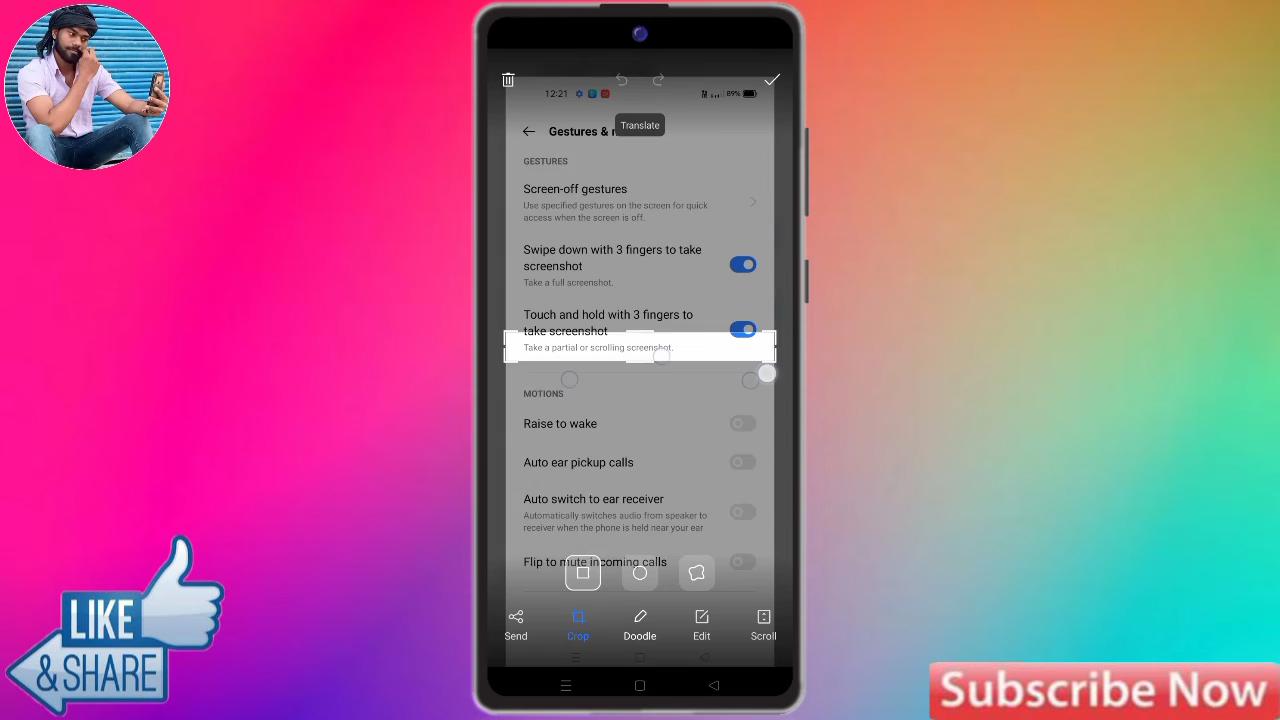 12:21
89%
Translate
Gestures &
GESTURES
Screen-off gestures
Use specified gestures on the screen for quick
access when the screen is off.
Swipe down with 3 fingers to take
screenshot
Take a full screenshot.
Touch and hold with 3 fingers to
take screenshot
Take a partial or scrolling screenshot.
MOTIONS
Raise to wake
Auto ear pickup calls
Auto switch to ear receiver
Automatically switches audio from speaker to
receiver when the phone is held near your ear
Flip to mute incoming calls
Send
Crop
Doodle
Edit
Scroll
LIKE
& SHARE
Subscribe Now